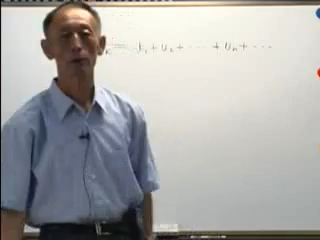 = U₁ + U₂ + ⋯ + Uₙ + ⋯